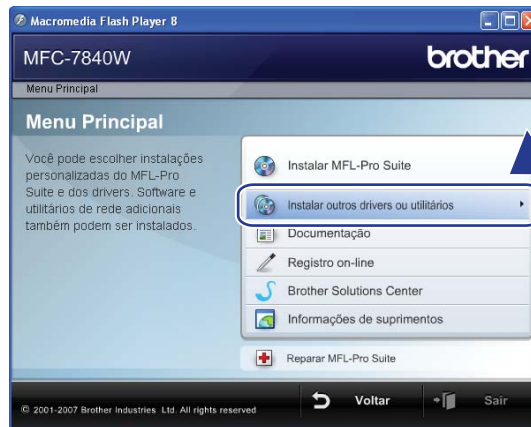 Macromedia Flash Player 8
MFC-7840W
brother
Menu Principal
Menu Principal
Você pode escolher instalações
personalizadas do MFL-Pro
Suite e dos drivers. Software e
utilitários de rede adicionais
também podem ser instalados.
Instalar MFL-Pro Suite
Instalar outros drivers ou utilitários
Documentação
Registro on-line
Brother Solutions Center
Informações de suprimentos
Reparar MFL-Pro Suite
© 2001-2007 Brother Industries Ltd. All rights reserved
Voltar
Sair